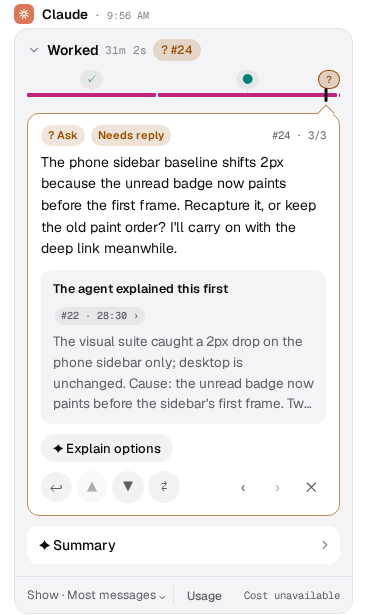 Claude · 9:56 AM
Worked 31m 2s ? #24
?
? Ask Needs reply #24 · 3/3
The phone sidebar baseline shifts 2px
because the unread badge now paints
before the first frame. Recapture it, or keep
the old paint order? I'll carry on with the
deep link meanwhile.
The agent explained this first
#22 · 28:30 ›
The visual suite caught a 2px drop on the
phone sidebar only; desktop is
unchanged. Cause: the unread badge now
paints before the sidebar's first frame. Tw…
Explain options
Summary
Show · Most messages Usage Cost unavailable